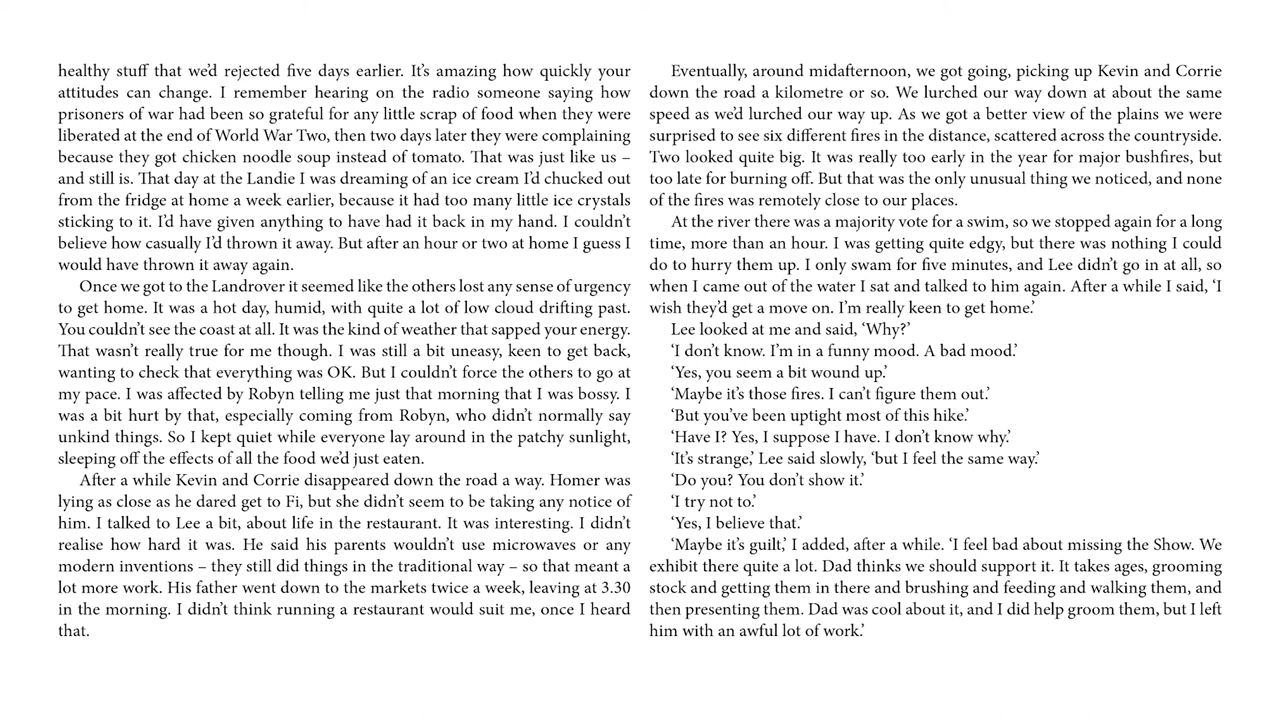 healthy stuff that we'd rejected five days earlier. It's amazing how quickly your
attitudes can change. I remember hearing on the radio someone saying how
prisoners of war had been so grateful for any little scrap of food when they were
liberated at the end of World War Two, then two days later they were complaining
because they got chicken noodle soup instead of tomato. That was just like us –
and still is. That day at the Landie I was dreaming of an ice cream I'd chucked out
from the fridge at home a week earlier, because it had too many little ice crystals
sticking to it. I'd have given anything to have had it back in my hand. I couldn't
believe how casually I'd thrown it away. But after an hour or two at home I guess I
would have thrown it away again.
Once we got to the Landrover it seemed like the others lost any sense of urgency
to get home. It was a hot day, humid, with quite a lot of low cloud drifting past.
You couldn't see the coast at all. It was the kind of weather that sapped your energy.
That wasn't really true for me though. I was still a bit uneasy, keen to get back,
wanting to check that everything was OK. But I couldn't force the others to go at
my pace. I was affected by Robyn telling me just that morning that I was bossy. I
was a bit hurt by that, especially coming from Robyn, who didn't normally say
unkind things. So I kept quiet while everyone lay around in the patchy sunlight,
sleeping off the effects of all the food we'd just eaten.
After a while Kevin and Corrie disappeared down the road a way. Homer was
lying as close as he dared get to Fi, but she didn't seem to be taking any notice of
him. I talked to Lee a bit, about life in the restaurant. It was interesting. I didn't
realise how hard it was. He said his parents wouldn't use microwaves or any
modern inventions – they still did things in the traditional way – so that meant a
lot more work. His father went down to the markets twice a week, leaving at 3.30
in the morning. I didn't think running a restaurant would suit me, once I heard
that.
Eventually, around midafternoon, we got going, picking up Kevin and Corrie
down the road a kilometre or so. We lurched our way down at about the same
speed as we'd lurched our way up. As we got a better view of the plains we were
surprised to see six different fires in the distance, scattered across the countryside.
Two looked quite big. It was really too early in the year for major bushfires, but
too late for burning off. But that was the only unusual thing we noticed, and none
of the fires was remotely close to our places.
At the river there was a majority vote for a swim, so we stopped again for a long
time, more than an hour. I was getting quite edgy, but there was nothing I could
do to hurry them up. I only swam for five minutes, and Lee didn't go in at all, so
when I came out of the water I sat and talked to him again. After a while I said, 'I
wish they'd get a move on. I'm really keen to get home.'
Lee looked at me and said, 'Why?'
'I don't know. I'm in a funny mood. A bad mood.'
'Yes, you seem a bit wound up.'
'Maybe it's those fires. I can't figure them out.'
'But you've been uptight most of this hike.'
'Have I? Yes, I suppose I have. I don't know why.'
'It's strange,' Lee said slowly, 'but I feel the same way.'
'Do you? You don't show it.'
'I try not to.'
'Yes, I believe that.'
'Maybe it's guilt,' I added, after a while. 'I feel bad about missing the Show. We
exhibit there quite a lot. Dad thinks we should support it. It takes ages, grooming
stock and getting them in there and brushing and feeding and walking them, and
then presenting them. Dad was cool about it, and I did help groom them, but I left
him with an awful lot of work.'